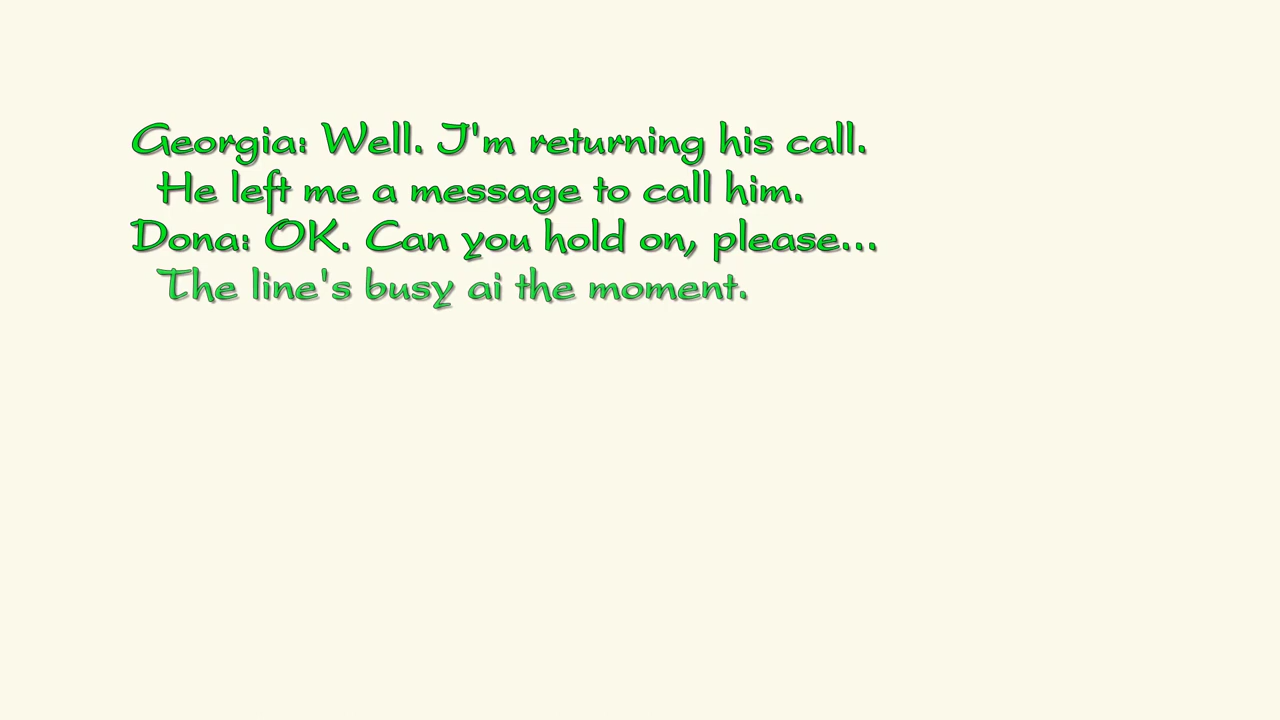 Georgia: Well. I'm returning his call.
He left me a message to call him.
Dona: OK. Can you hold on, please...
The line's busy ai the moment.